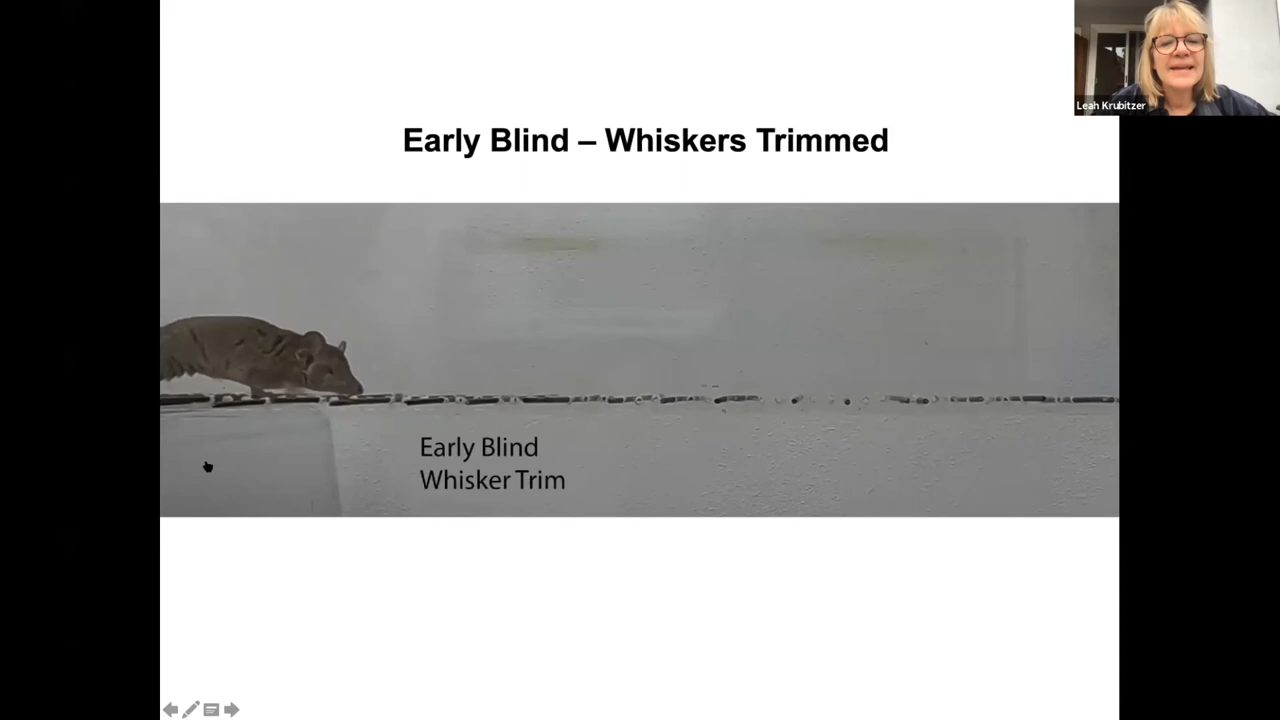 Leah Krubitzer
Early Blind – Whiskers Trimmed
Early Blind
Whisker Trim